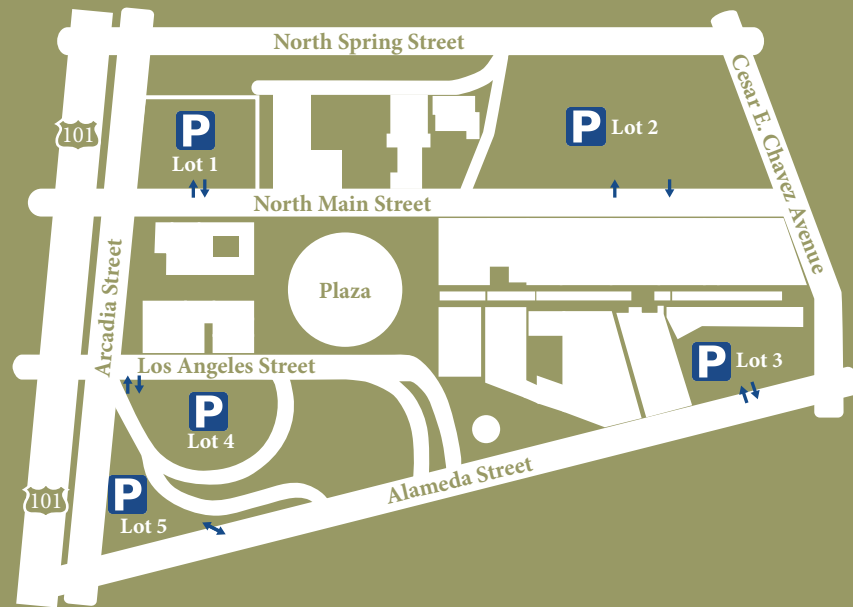 North Spring Street
Cesar E. Chavez Avenue
101
P
Lot 1
P
Lot 2
North Main Street
Arcadia Street
Plaza
Los Angeles Street
P
Lot 3
P
Lot 4
Alameda Street
101
P
Lot 5